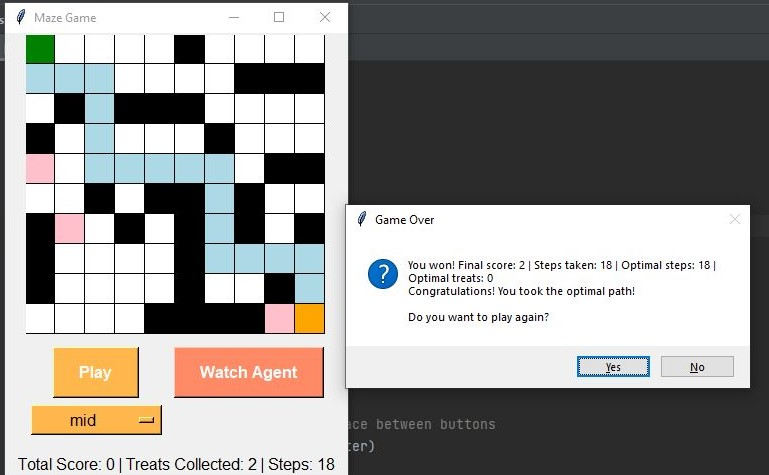 Maze Game
Game Over
You won! Final score: 2 | Steps taken: 18 | Optimal steps: 18 |
Optimal treats: 0
Congratulations! You took the optimal path!
Do you want to play again?
Yes
No
Play
Watch Agent
mid
ace between buttons
ter)
Total Score: 0 | Treats Collected: 2 | Steps: 18